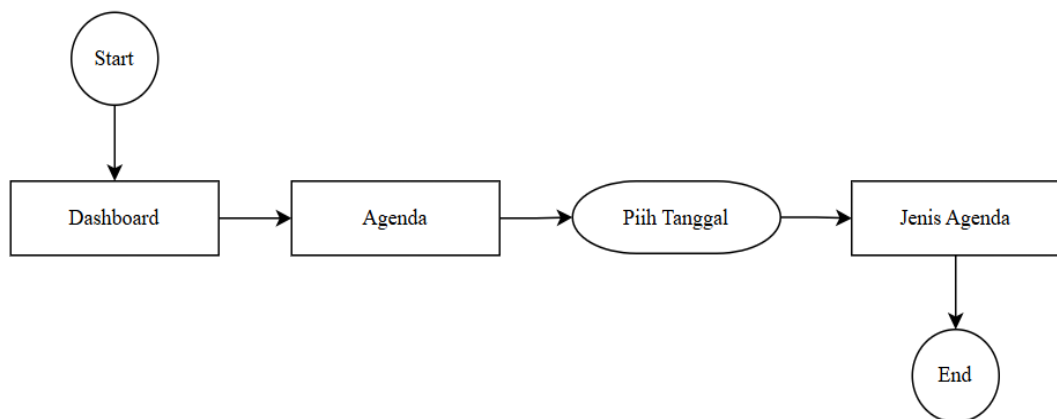 Start
Dashboard
Agenda
Piih Tanggal
Jenis Agenda
End